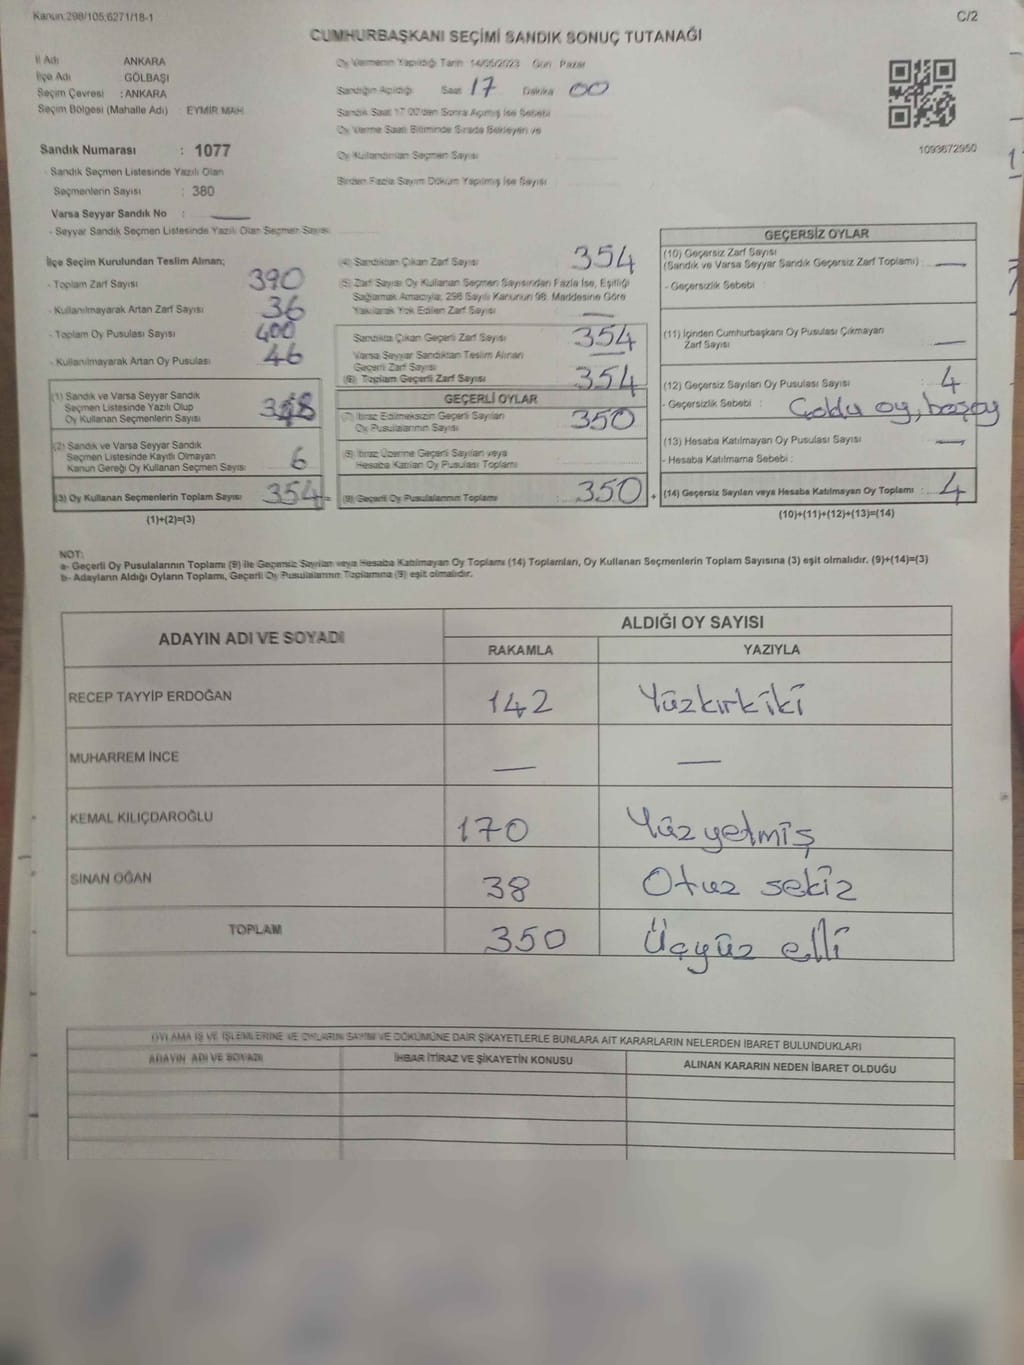 Kanun:298/105,6271/18-1
C/2
CUMHURBAŞKANI SEÇİMİ SANDIK SONUÇ TUTANAĞI
İl Adı ANKARA
İlçe Adı : GÖLBAŞI
Seçim Çevresi : ANKARA
Seçim Bölgesi (Mahalle Adı) : EYMİR MAH.
Sandık Numarası : 1077
- Sandık Seçmen Listesinde Yazılı Olan
Seçmenlerin Sayısı : 380
Varsa Seyyar Sandık No :
- Seyyar Sandık Seçmen Listesinde Yazılı Olan Seçmen Sayısı
Oy Vermenin Yapıldığı Tarih 14/05/2023 Gün Pazar
Sandığın Açıldığı Saat 17 Dakika 00
Sandık Saat 17.00'den Sonra Açılmış İse Sebebi
Oy Verme Saati Bitiminde Sırada Bekleyen ve
Oy Kullandırılan Seçmen Sayısı
Birden Fazla Sayım Döküm Yapılmış İse Sayısı
1093672950
İlçe Seçim Kurulundan Teslim Alınan;
- Toplam Zarf Sayısı 390
- Kullanılmayarak Artan Zarf Sayısı 36
- Toplam Oy Pusulası Sayısı 400
- Kullanılmayarak Artan Oy Pusulası 46
(1) Sandık ve Varsa Seyyar Sandık
Seçmen Listesinde Yazılı Olup
Oy Kullanan Seçmenlerin Sayısı 348
(2) Sandık ve Varsa Seyyar Sandık
Seçmen Listesinde Kayıtlı Olmayan
Kanun Gereği Oy Kullanan Seçmen Sayısı: 6
(3) Oy Kullanan Seçmenlerin Toplam Sayısı 354 =
(1)+(2)=(3)
(4) Sandıktan Çıkan Zarf Sayısı 354
(5) Zarf Sayısı Oy Kullanan Seçmen Sayısından Fazla İse, Eşitliği
Sağlamak Amacıyla; 298 Sayılı Kanunun 98. Maddesine Göre
Yakılarak Yok Edilen Zarf Sayısı —
Sandıkta Çıkan Geçerli Zarf Sayısı 354
Varsa Seyyar Sandıktan Teslim Alınan
Geçerli Zarf Sayısı —
(6) Toplam Geçerli Zarf Sayısı 354
GEÇERLİ OYLAR
(7) İtiraz Edilmeksizin Geçerli Sayılan
Oy Pusulalarının Sayısı 350
(8) İtiraz Üzerine Geçerli Sayılan veya
Hesaba Katılan Oy Pusulası Toplamı
(9) Geçerli Oy Pusulalarının Toplamı : 350 +
GEÇERSİZ OYLAR
(10) Geçersiz Zarf Sayısı
(Sandık ve Varsa Seyyar Sandık Geçersiz Zarf Toplamı) : —
- Geçersizlik Sebebi :
(11) İçinden Cumhurbaşkanı Oy Pusulası Çıkmayan
Zarf Sayısı : —
(12) Geçersiz Sayılan Oy Pusulası Sayısı : 4
- Geçersizlik Sebebi :
(13) Hesaba Katılmayan Oy Pusulası Sayısı : —
- Hesaba Katılmama Sebebi :
(14) Geçersiz Sayılan veya Hesaba Katılmayan Oy Toplamı : 4
(10)+(11)+(12)+(13)=(14)
NOT:
a- Geçerli Oy Pusulalarının Toplamı (9) ile Geçersiz Sayılan veya Hesaba Katılmayan Oy Toplamı (14) Toplamları, Oy Kullanan Seçmenlerin Toplam Sayısına (3) eşit olmalıdır. (9)+(14)=(3)
b- Adayların Aldığı Oyların Toplamı, Geçerli Oy Pusulalarının Toplamına (9) eşit olmalıdır.
ADAYIN ADI VE SOYADI
ALDIĞI OY SAYISI
RAKAMLA YAZIYLA
RECEP TAYYİP ERDOĞAN 142 Yüzkırkiki
MUHARREM İNCE — —
KEMAL KILIÇDAROĞLU 170 Yüzyetmiş
SİNAN OĞAN 38 Otuz sekiz
TOPLAM 350 Üçyüz elli
OYLAMA İŞ VE İŞLEMLERİNE VE OYLARIN SAYIM VE DÖKÜMÜNE DAİR ŞİKAYETLERLE BUNLARA AİT KARARLARIN NELERDEN İBARET BULUNDUKLARI
ADAYIN ADI VE SOYADI İHBAR İTİRAZ VE ŞİKAYETİN KONUSU ALINAN KARARIN NEDEN İBARET OLDUĞU